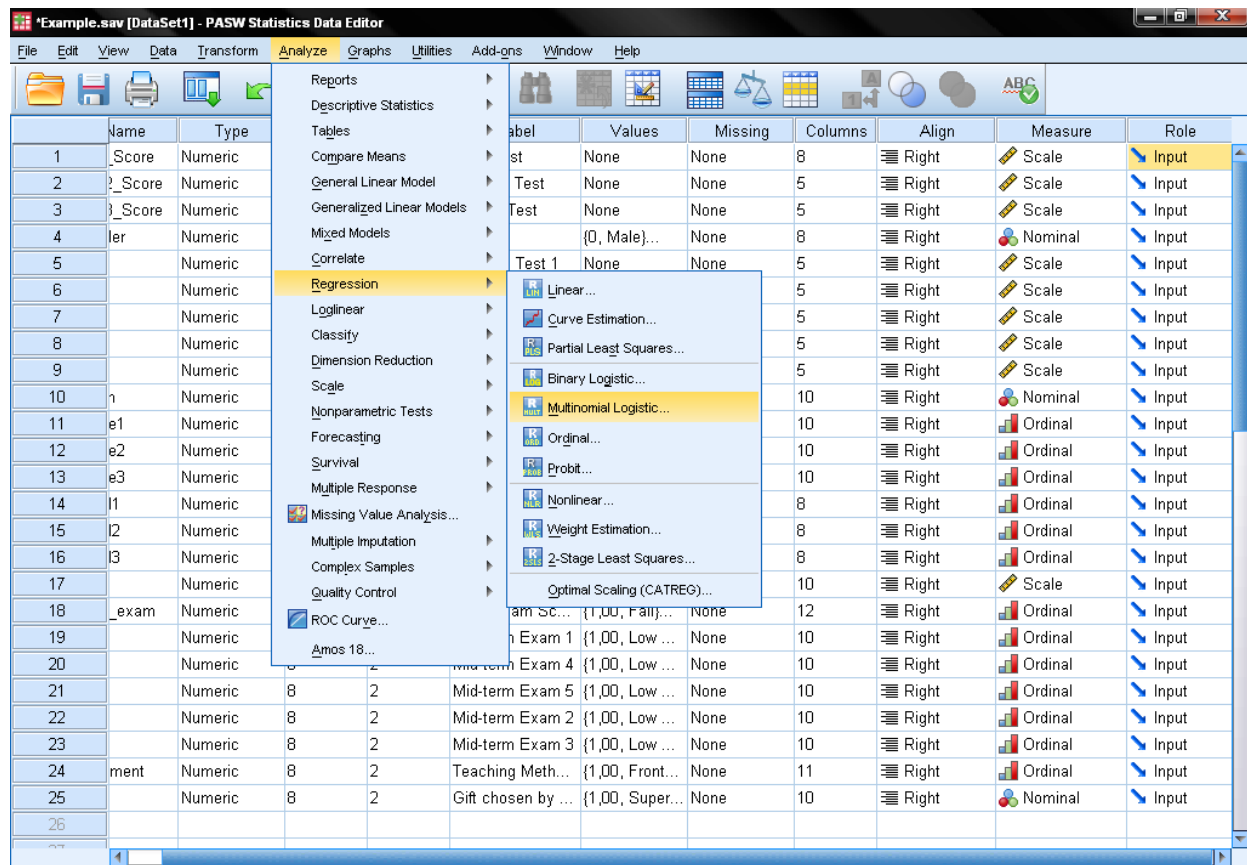 *Example.sav [DataSet1] - PASW Statistics Data Editor
File Edit View Data Transform Analyze Graphs Utilities Add-ons Window Help
Reports
Descriptive Statistics
Tables
Compare Means
General Linear Model
Generalized Linear Models
Mixed Models
Correlate
Regression
Loglinear
Classify
Dimension Reduction
Scale
Nonparametric Tests
Forecasting
Survival
Multiple Response
Missing Value Analysis...
Multiple Imputation
Complex Samples
Quality Control
ROC Curve...
Amos 18...
Linear...
Curve Estimation...
Partial Least Squares...
Binary Logistic...
Multinomial Logistic...
Ordinal...
Probit...
Nonlinear...
Weight Estimation...
2-Stage Least Squares...
Optimal Scaling (CATREG)...
Name Type abel Values Missing Columns Align Measure Role
1 _Score Numeric st None None 8 Right Scale Input
2 2_Score Numeric Test None None 5 Right Scale Input
3 3_Score Numeric Test None None 5 Right Scale Input
4 ler Numeric {0, Male}... None 8 Right Nominal Input
5 Numeric Test 1 None None 5 Right Scale Input
6 Numeric 5 Right Scale Input
7 Numeric 5 Right Scale Input
8 Numeric 5 Right Scale Input
9 Numeric 5 Right Scale Input
10 Numeric 10 Right Nominal Input
11 e1 Numeric 10 Right Ordinal Input
12 e2 Numeric 10 Right Ordinal Input
13 e3 Numeric 10 Right Ordinal Input
14 l1 Numeric 8 Right Ordinal Input
15 l2 Numeric 8 Right Ordinal Input
16 l3 Numeric 8 Right Ordinal Input
17 Numeric 10 Right Scale Input
18 _exam Numeric am Sc... {1,00, Fail}... None 12 Right Ordinal Input
19 Numeric Exam 1 {1,00, Low ... None 10 Right Ordinal Input
20 Numeric 8 2 Mid-term Exam 4 {1,00, Low ... None 10 Right Ordinal Input
21 Numeric 8 2 Mid-term Exam 5 {1,00, Low ... None 10 Right Ordinal Input
22 Numeric 8 2 Mid-term Exam 2 {1,00, Low ... None 10 Right Ordinal Input
23 Numeric 8 2 Mid-term Exam 3 {1,00, Low ... None 10 Right Ordinal Input
24 ment Numeric 8 2 Teaching Meth... {1,00, Front... None 11 Right Ordinal Input
25 Numeric 8 2 Gift chosen by ... {1,00, Super... None 10 Right Nominal Input
26